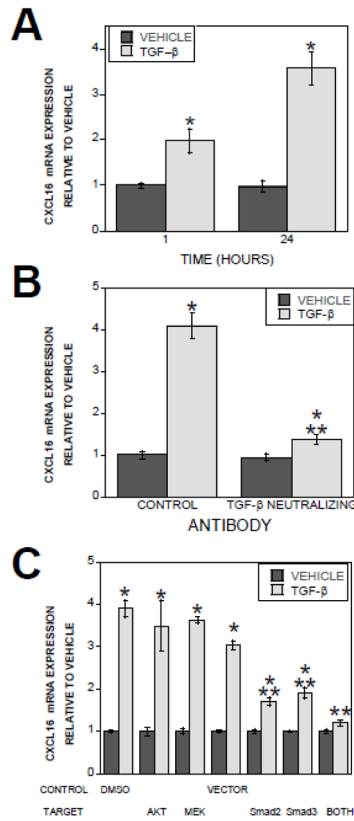 A
CXCL16 mRNA EXPRESSION
RELATIVE TO VEHICLE
VEHICLE
TGF-β
4
3
2
1
0
*
*
1
24
TIME (HOURS)
B
CXCL16 mRNA EXPRESSION
RELATIVE TO VEHICLE
VEHICLE
TGF-β
5
4
3
2
1
0
*
*
**
CONTROL
TGF-β NEUTRALIZING
ANTIBODY
C
CXCL16 mRNA EXPRESSION
RELATIVE TO VEHICLE
VEHICLE
TGF-β
5
4
3
2
1
0
*
*
*
*
*
**
*
**
**
CONTROL DMSO VECTOR
TARGET AKT MEK Smad2 Smad3 BOTH